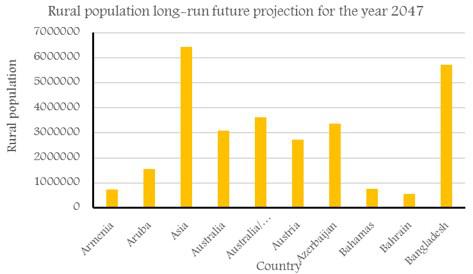 Rural population long-run future projection for the year 2047
7000000
6000000
5000000
4000000
3000000
2000000
1000000
0
Rural population
Armenia
Aruba
Asia
Australia
Australia/...
Austria
Azerbaijan
Bahamas
Bahrain
Bangladesh
Country